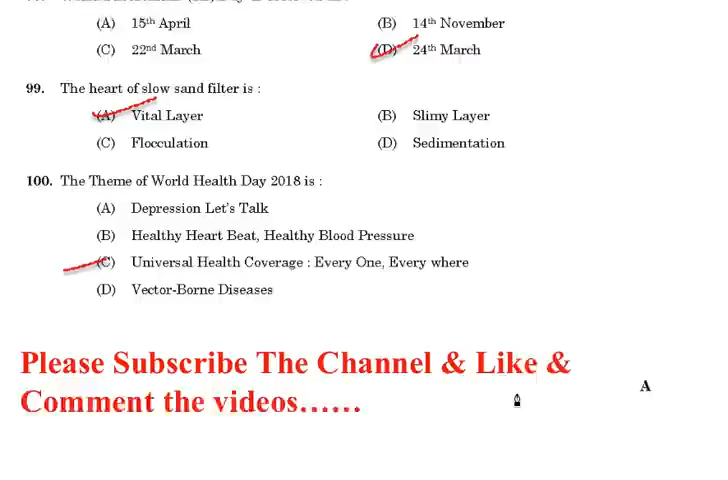 (A) 15th April (B) 14th November
(C) 22nd March (D) 24th March
99. The heart of slow sand filter is :
(A) Vital Layer (B) Slimy Layer
(C) Flocculation (D) Sedimentation
100. The Theme of World Health Day 2018 is :
(A) Depression Let's Talk
(B) Healthy Heart Beat, Healthy Blood Pressure
(C) Universal Health Coverage : Every One, Every where
(D) Vector-Borne Diseases
Please Subscribe The Channel & Like &
Comment the videos......
A